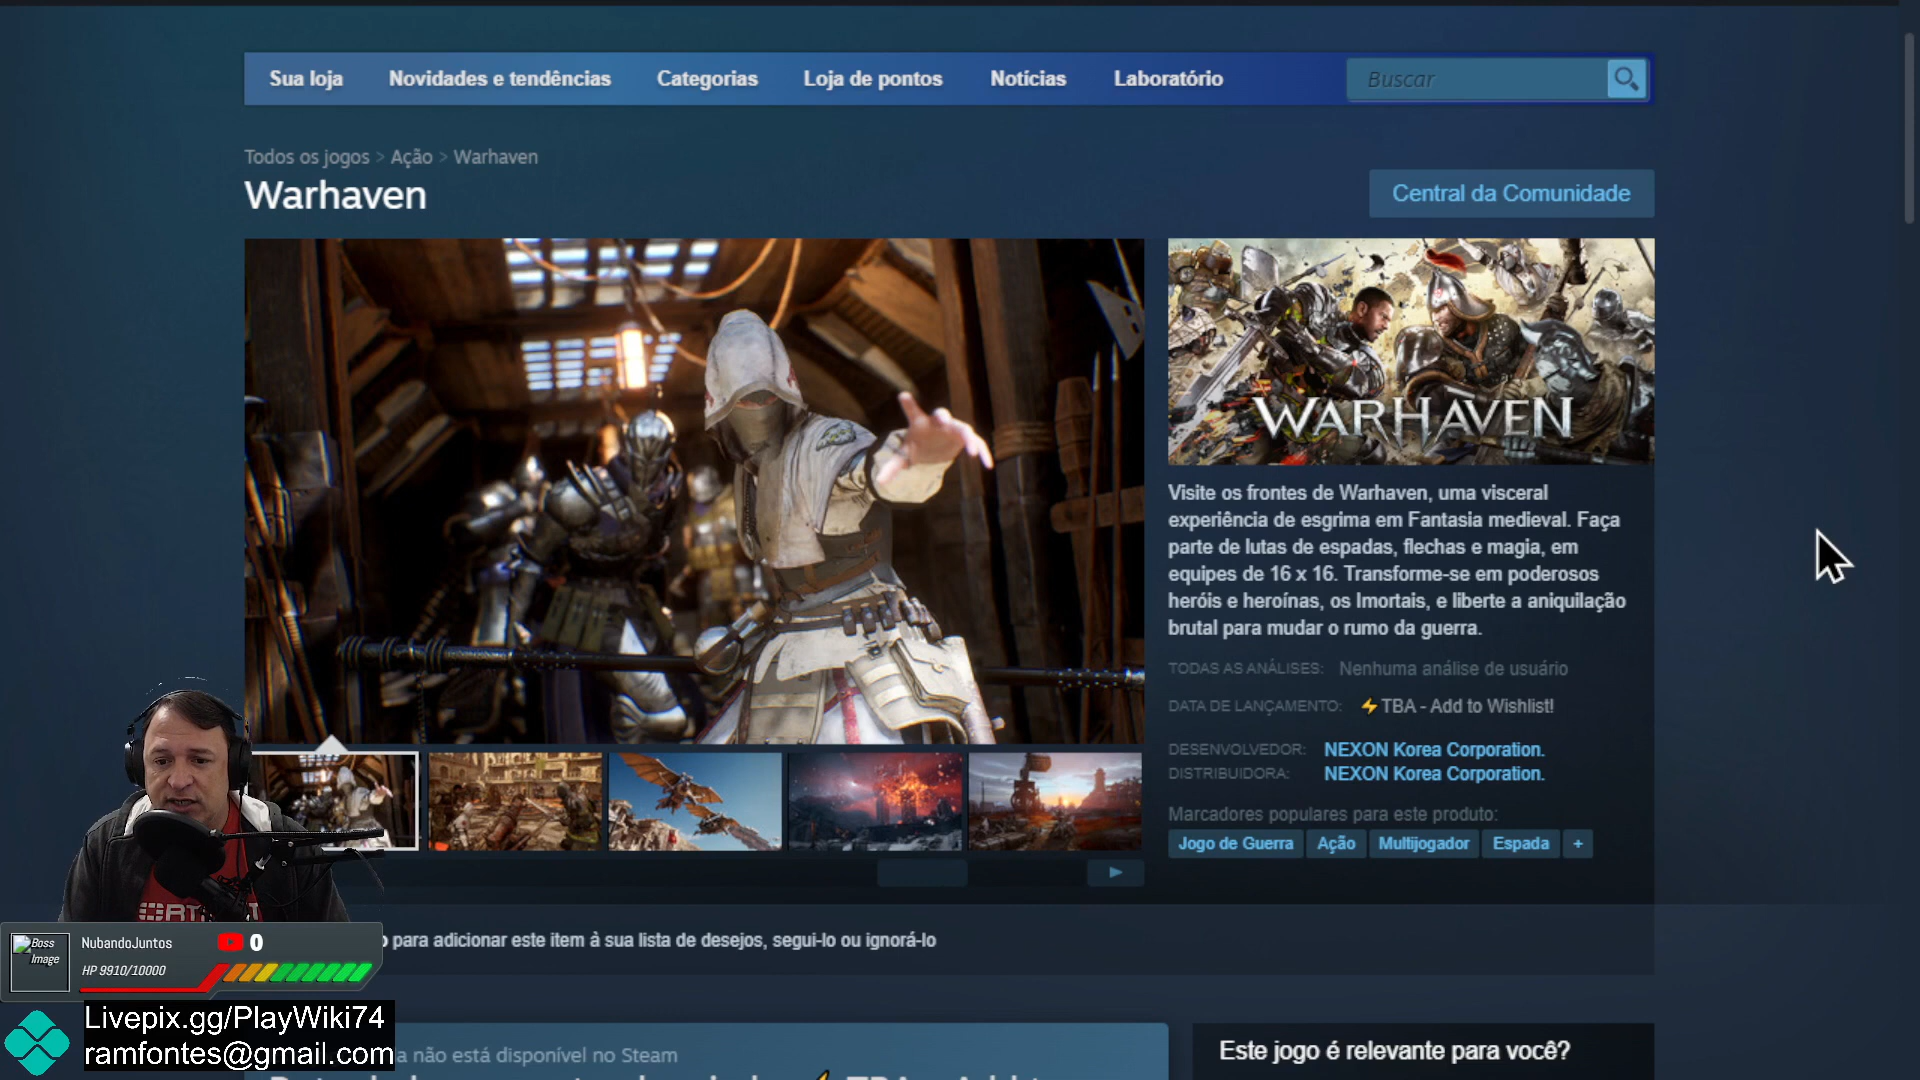 Sua loja
Novidades e tendências
Categorias
Loja de pontos
Notícias
Laboratório
Buscar
Todos os jogos > Ação > Warhaven
Warhaven
Central da Comunidade
WARHAVEN
Visite os frontes de Warhaven, uma visceral
experiência de esgrima em Fantasia medieval. Faça
parte de lutas de espadas, flechas e magia, em
equipes de 16 x 16. Transforme-se em poderosos
heróis e heroínas, os Imortais, e liberte a aniquilação
brutal para mudar o rumo da guerra.
TODAS AS ANÁLISES: Nenhuma análise de usuário
DATA DE LANÇAMENTO: ⚡TBA - Add to Wishlist!
DESENVOLVEDOR: NEXON Korea Corporation.
DISTRIBUIDORA: NEXON Korea Corporation.
Marcadores populares para este produto:
Jogo de Guerra
Ação
Multijogador
Espada
+
para adicionar este item à sua lista de desejos, segui-lo ou ignorá-lo
Boss
Image
NubandoJuntos
0
HP 9910/10000
Livepix.gg/PlayWiki74
ramfontes@gmail.com
não está disponível no Steam
Este jogo é relevante para você?